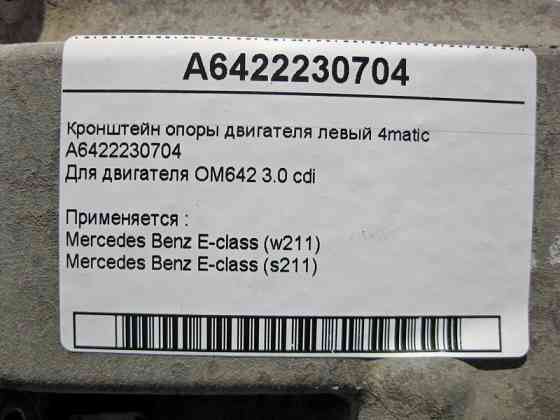 A6422230704
Кронштейн опоры двигателя левый 4matic
A6422230704
Для двигателя OM642 3.0 cdi
Применяется :
Mercedes Benz E-class (w211)
Mercedes Benz E-class (s211)